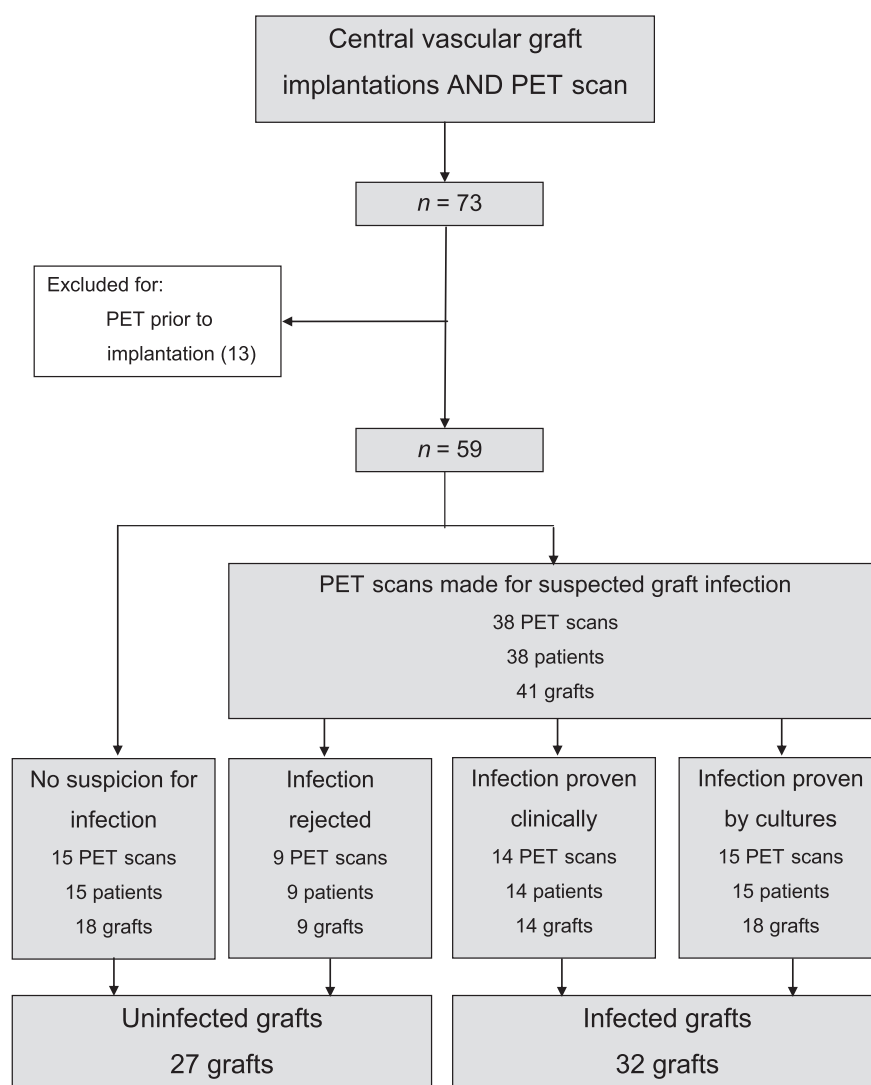 Central vascular graft
implantations AND PET scan
n = 73
Excluded for:
PET prior to
implantation (13)
n = 59
PET scans made for suspected graft infection
38 PET scans
38 patients
41 grafts
No suspicion for
infection
15 PET scans
15 patients
18 grafts
Infection
rejected
9 PET scans
9 patients
9 grafts
Infection proven
clinically
14 PET scans
14 patients
14 grafts
Infection proven
by cultures
15 PET scans
15 patients
18 grafts
Uninfected grafts
27 grafts
Infected grafts
32 grafts